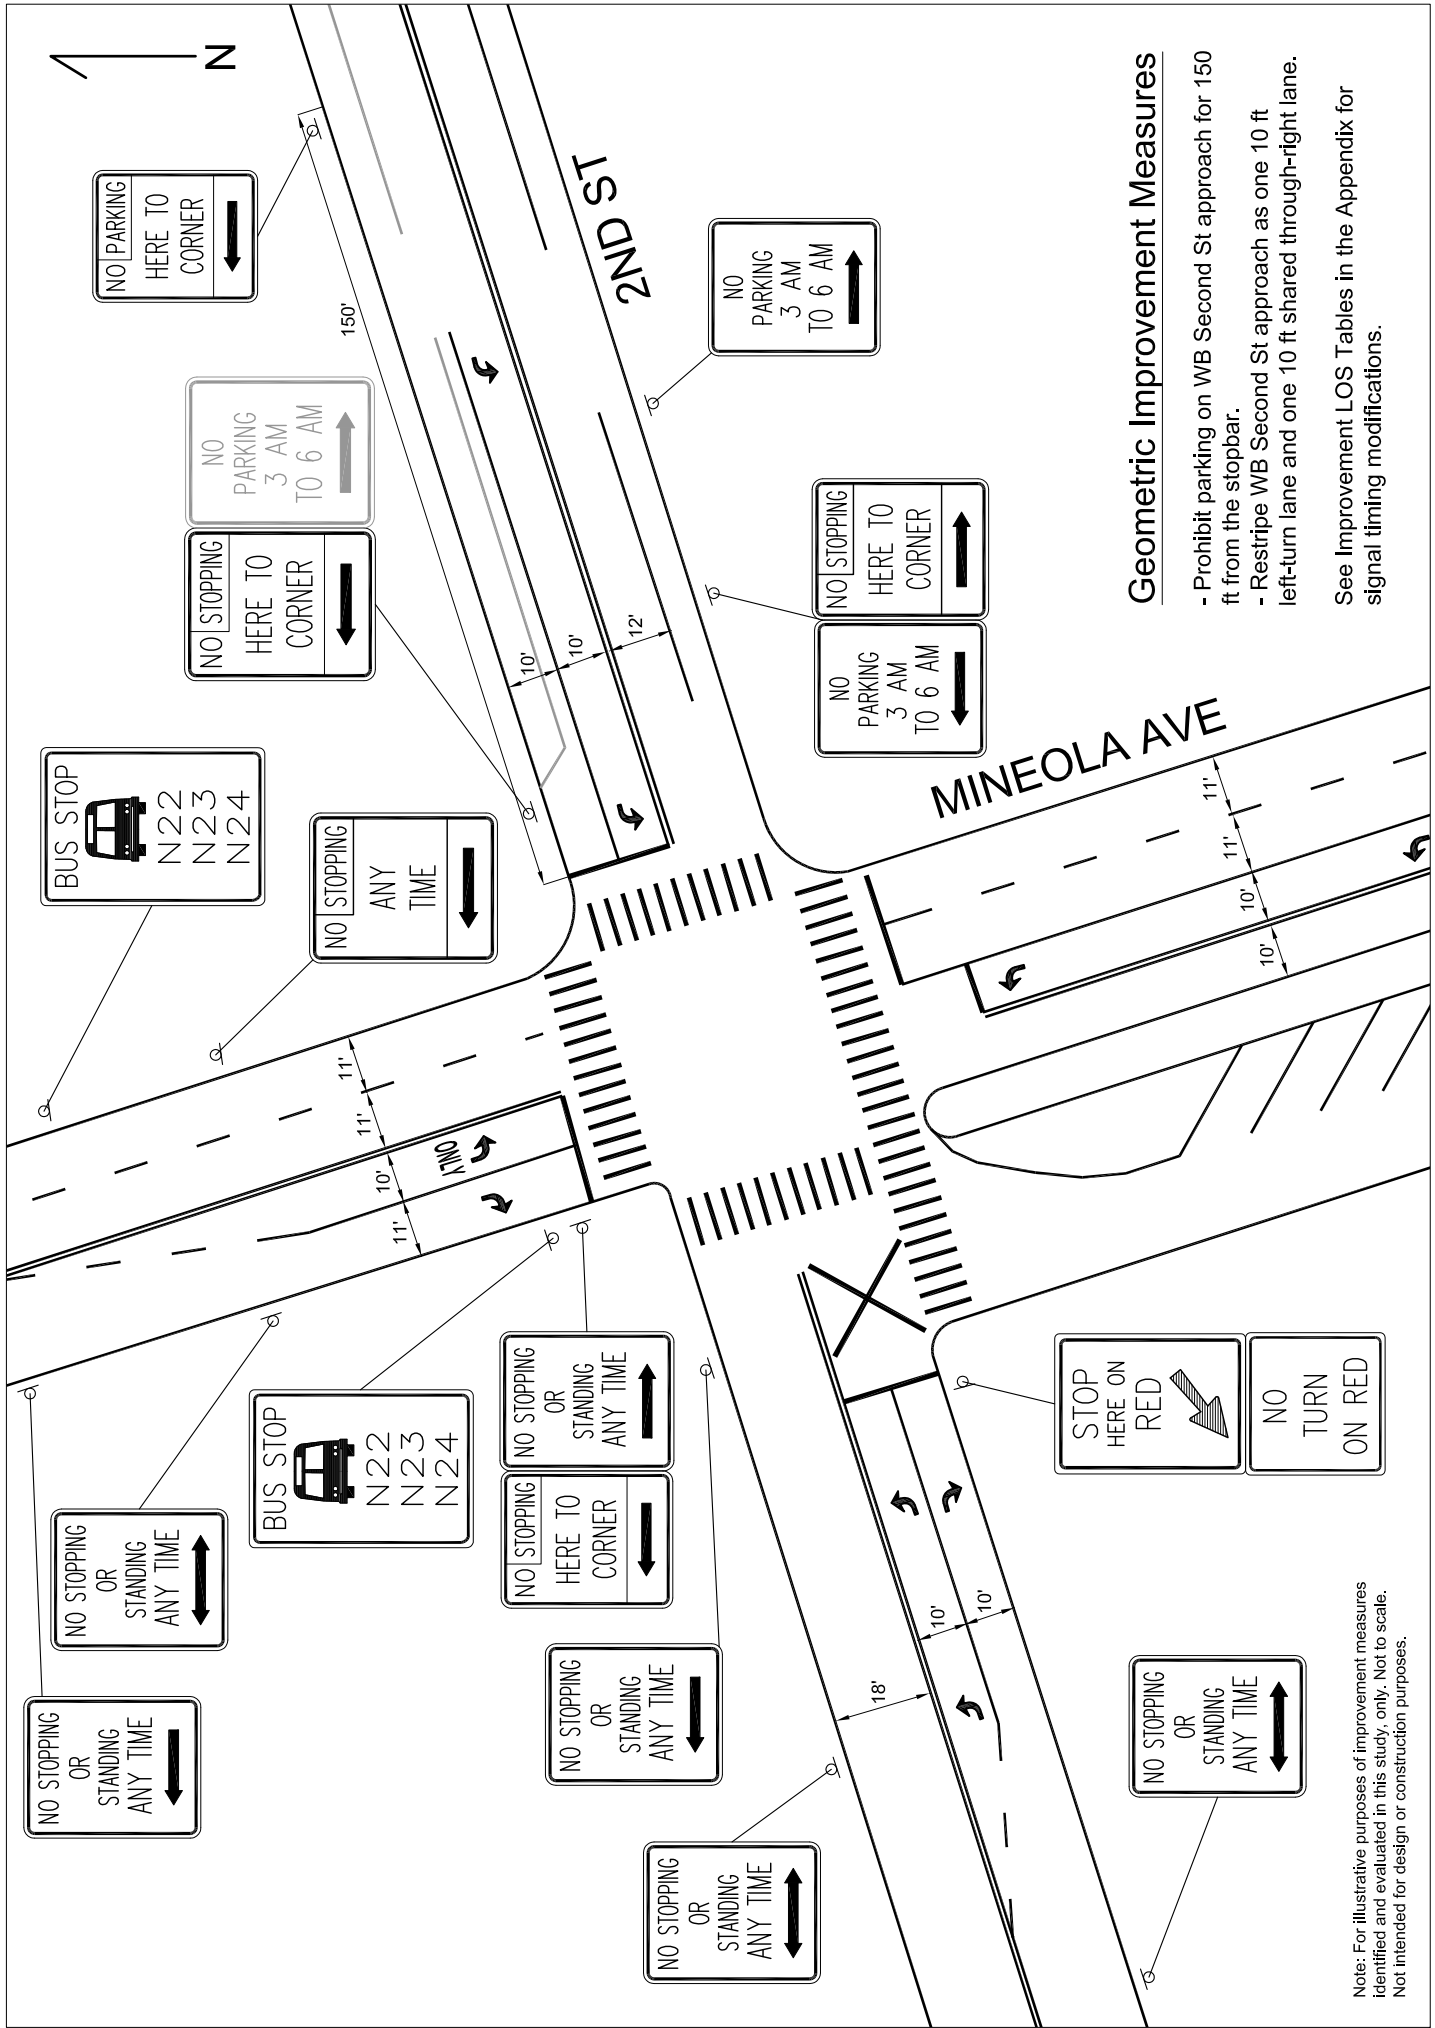 N
NO PARKING
HERE TO
CORNER
150'
NO
PARKING
3 AM
TO 6 AM
NO STOPPING
HERE TO
CORNER
BUS STOP
N22
N23
N24
NO STOPPING
ANY
TIME
2ND ST
NO
PARKING
3 AM
TO 6 AM
NO STOPPING
HERE TO
CORNER
NO
PARKING
3 AM
TO 6 AM
10'
10'
12'
MINEOLA AVE
11'
11'
10'
10'
11'
11'
10'
11'
ONLY
NO STOPPING
OR
STANDING
ANY TIME
NO STOPPING
OR
STANDING
ANY TIME
BUS STOP
N22
N23
N24
NO STOPPING
OR
STANDING
ANY TIME
NO STOPPING
HERE TO
CORNER
NO STOPPING
OR
STANDING
ANY TIME
NO STOPPING
OR
STANDING
ANY TIME
18'
10'
10'
STOP
HERE ON
RED
NO
TURN
ON RED
NO STOPPING
OR
STANDING
ANY TIME
Geometric Improvement Measures
- Prohibit parking on WB Second St approach for 150
ft from the stopbar.
- Restripe WB Second St approach as one 10 ft
left-turn lane and one 10 ft shared through-right lane.
See Improvement LOS Tables in the Appendix for
signal timing modifications.
Note: For illustrative purposes of improvement measures
identified and evaluated in this study, only. Not to scale.
Not intended for design or construction purposes.